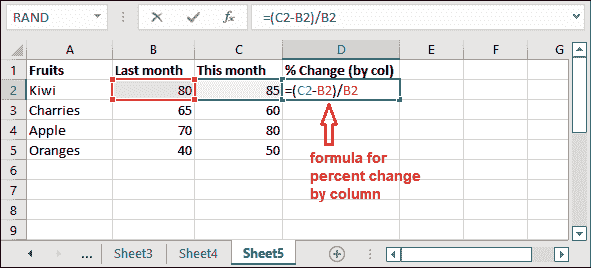 RAND =(C2-B2)/B2
A B C D E F G
1 Fruits Last month This month % Change (by col)
2 Kiwi 80 85 =(C2-B2)/B2
3 Charries 65 60
4 Apple 70 80
5 Oranges 40 50
6
7
8
9
formula for
percent change
by column
... Sheet3 Sheet4 Sheet5